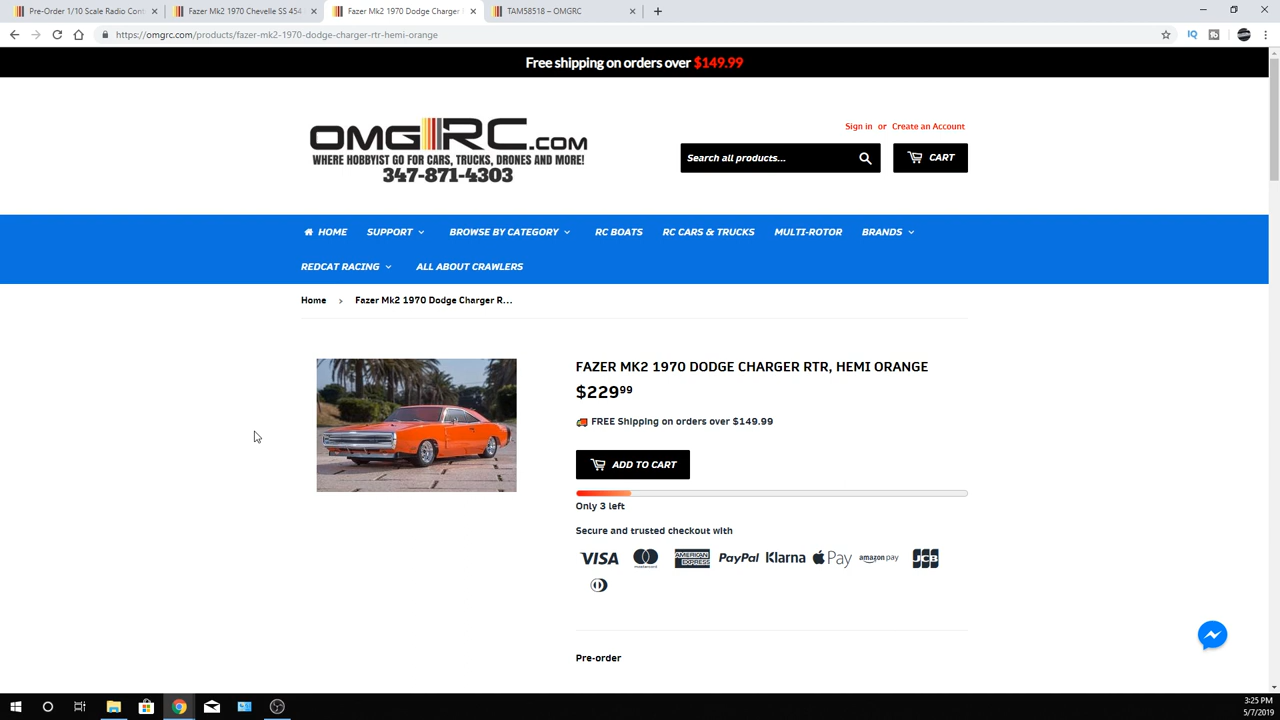 Pre-Order 1/10 Scale Radio Cont
Fazer Mk2 1970 Chevelle SS 454
Fazer Mk2 1970 Dodge Charger
TAM58518 – OMGRC
https://omgrc.com/products/fazer-mk2-1970-dodge-charger-rtr-hemi-orange
IQ
Free shipping on orders over $149.99
OMG RC.COM
WHERE HOBBYIST GO FOR CARS, TRUCKS, DRONES AND MORE!
347-871-4303
Sign in or Create an Account
Search all products...
CART
HOME SUPPORT BROWSE BY CATEGORY RC BOATS RC CARS & TRUCKS MULTI-ROTOR BRANDS
REDCAT RACING ALL ABOUT CRAWLERS
Home › Fazer Mk2 1970 Dodge Charger R...
FAZER MK2 1970 DODGE CHARGER RTR, HEMI ORANGE
$229.99
FREE Shipping on orders over $149.99
ADD TO CART
Only 3 left
Secure and trusted checkout with
VISA mastercard AMERICAN EXPRESS PayPal Klarna Pay amazon pay JCB
Pre-order
3:25 PM
5/7/2019